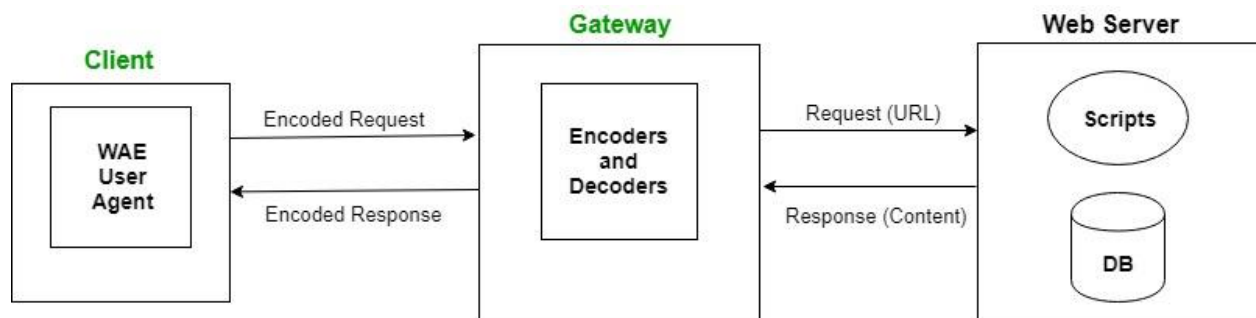 Client
WAE
User
Agent
Encoded Request
Encoded Response
Gateway
Encoders
and
Decoders
Request (URL)
Response (Content)
Web Server
Scripts
DB